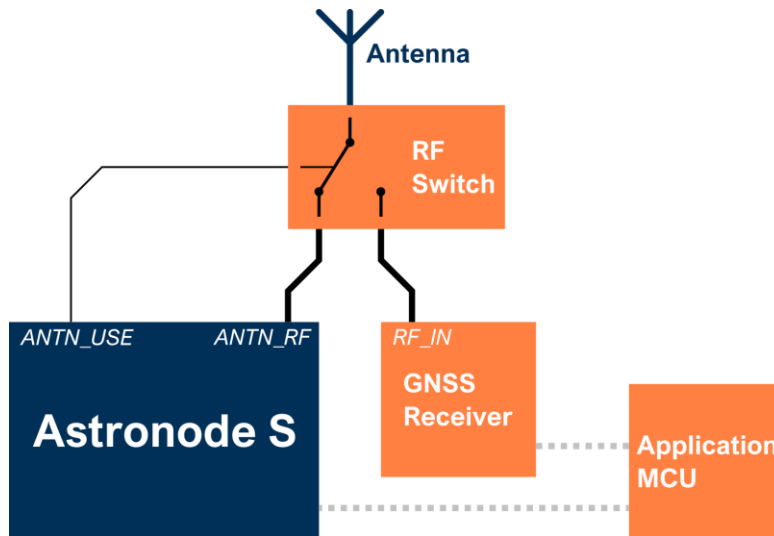 Antenna
RF
Switch
ANTN_USE
ANTN_RF
RF_IN
Astronode S
GNSS
Receiver
Application
MCU